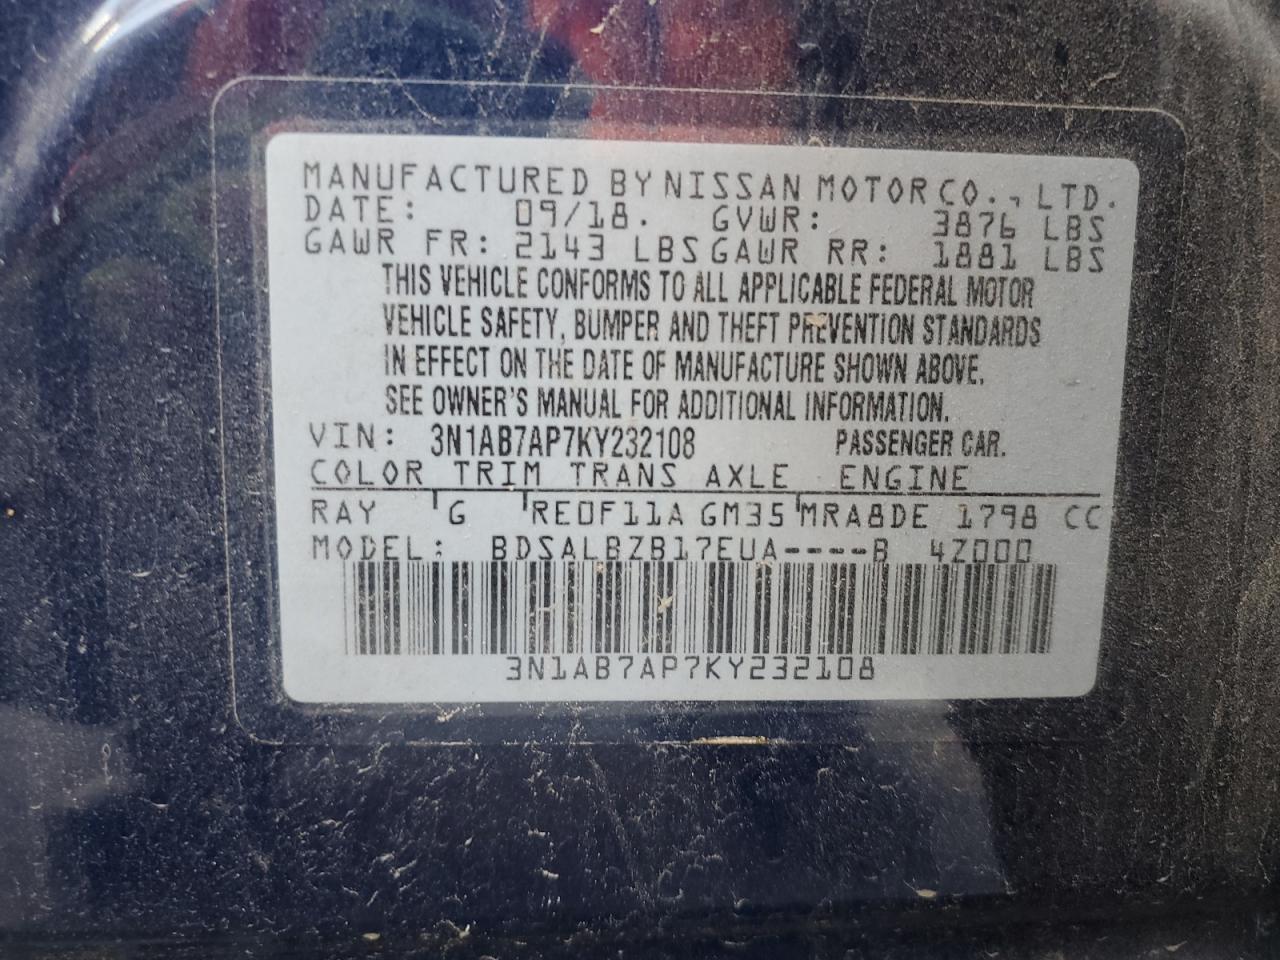 MANUFACTURED BY NISSAN MOTOR CO., LTD.
DATE: 09/18. GVWR: 3876 LBS
GAWR FR: 2143 LBS GAWR RR: 1881 LBS
THIS VEHICLE CONFORMS TO ALL APPLICABLE FEDERAL MOTOR
VEHICLE SAFETY, BUMPER AND THEFT PREVENTION STANDARDS
IN EFFECT ON THE DATE OF MANUFACTURE SHOWN ABOVE.
SEE OWNER'S MANUAL FOR ADDITIONAL INFORMATION.
VIN: 3N1AB7AP7KY232108 PASSENGER CAR.
COLOR TRIM TRANS AXLE ENGINE
RAY G RE0F11A GM35 MRA8DE 1798 CC
MODEL: BDSALBZB17EUA----B 4Z000
3N1AB7AP7KY232108